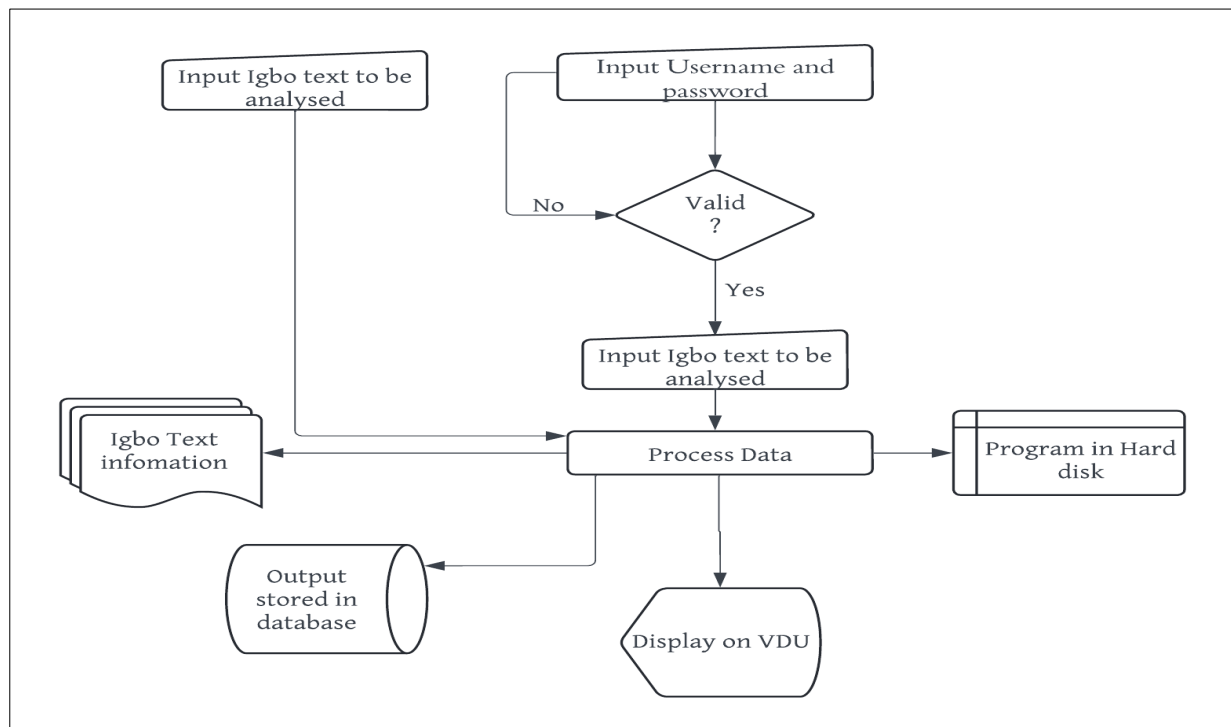 Input Igbo text to be
analysed
Input Username and
password
No
Valid
?
Yes
Input Igbo text to be
analysed
Igbo Text
infomation
Process Data
Program in Hard
disk
Output
stored in
database
Display on VDU